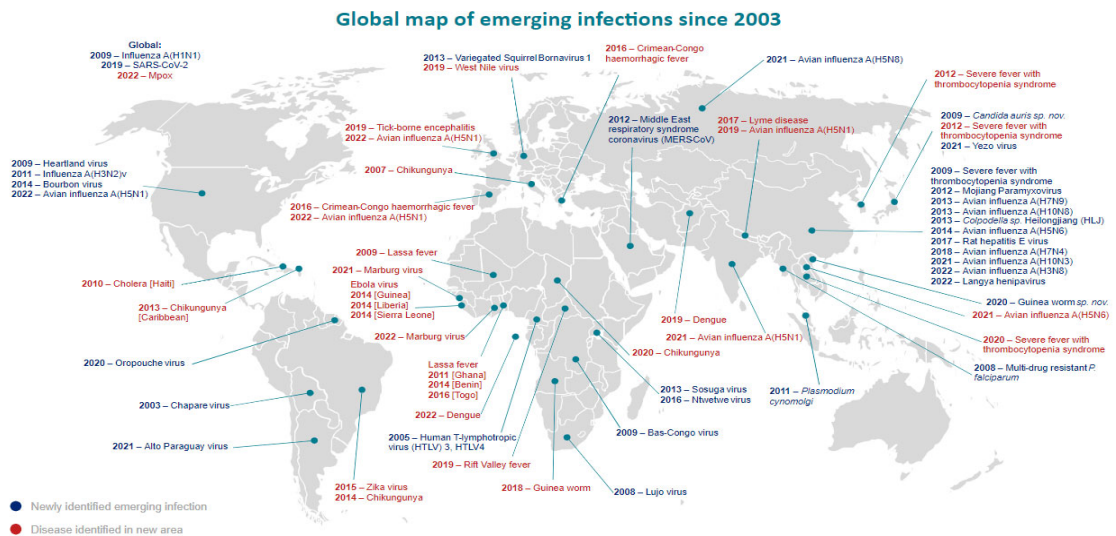 Global map of emerging infections since 2003
Global:
2009 – Influenza A(H1N1)
2019 – SARS-CoV-2
2022 – Mpox
2013 – Variegated Squirrel Bornavirus 1
2019 – West Nile virus
2016 – Crimean-Congo
haemorrhagic fever
2021 – Avian influenza A(H5N8)
2012 – Severe fever with
thrombocytopenia syndrome
2019 – Tick-borne encephalitis
2022 – Avian influenza A(H5N1)
2012 – Middle East
respiratory syndrome
coronavirus (MERS-CoV)
2017 – Lyme disease
2019 – Avian influenza A(H5N1)
2009 – Candida auris sp. nov.
2012 – Severe fever with
thrombocytopenia syndrome
2021 – Yezo virus
2009 – Heartland virus
2011 – Influenza A(H3N2)v
2014 – Bourbon virus
2022 – Avian influenza A(H5N1)
2007 – Chikungunya
2016 – Crimean-Congo haemorrhagic fever
2022 – Avian influenza A(H5N1)
2009 – Severe fever with
thrombocytopenia syndrome
2012 – Mojiang Paramyxovirus
2013 – Avian influenza A(H7N9)
2013 – Avian influenza A(H10N8)
2013 – Colpodella sp. Heilongjiang (HLJ)
2014 – Avian influenza A(H5N6)
2017 – Rat hepatitis E virus
2018 – Avian influenza A(H7N4)
2021 – Avian influenza A(H10N3)
2022 – Avian influenza A(H3N8)
2022 – Langya henipavirus
2009 – Lassa fever
2021 – Marburg virus
Ebola virus
2014 [Guinea]
2014 [Liberia]
2014 [Sierra Leone]
2010 – Cholera [Haiti]
2013 – Chikungunya
[Caribbean]
2022 – Marburg virus
2019 – Dengue
2021 – Avian influenza A(H5N1)
2020 – Guinea worm sp. nov.
2021 – Avian influenza A(H5N6)
2020 – Severe fever with
thrombocytopenia syndrome
2008 – Multi-drug resistant P.
falciparum
2020 – Oropouche virus
Lassa fever
2011 [Ghana]
2014 [Benin]
2016 [Togo]
2020 – Chikungunya
2013 – Sosuga virus
2016 – Ntwetwe virus
2011 – Plasmodium
cynomolgi
2003 – Chapare virus
2022 – Dengue
2005 – Human T-lymphotropic
virus (HTLV) 3, HTLV4
2009 – Bas-Congo virus
2021 – Alto Paraguay virus
2019 – Rift Valley fever
2015 – Zika virus
2014 – Chikungunya
2018 – Guinea worm
2008 – Lujo virus
Newly identified emerging infection
Disease identified in new area